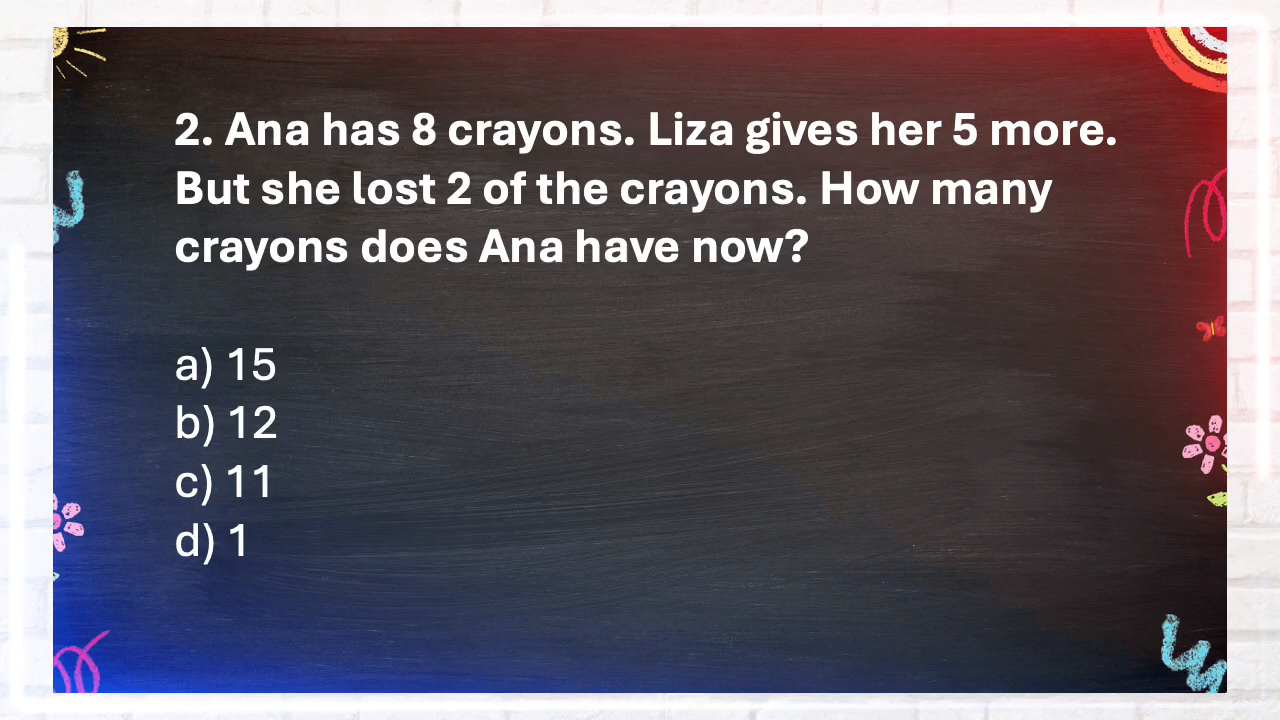 2. Ana has 8 crayons. Liza gives her 5 more.
But she lost 2 of the crayons. How many
crayons does Ana have now?
a) 15
b) 12
c) 11
d) 1